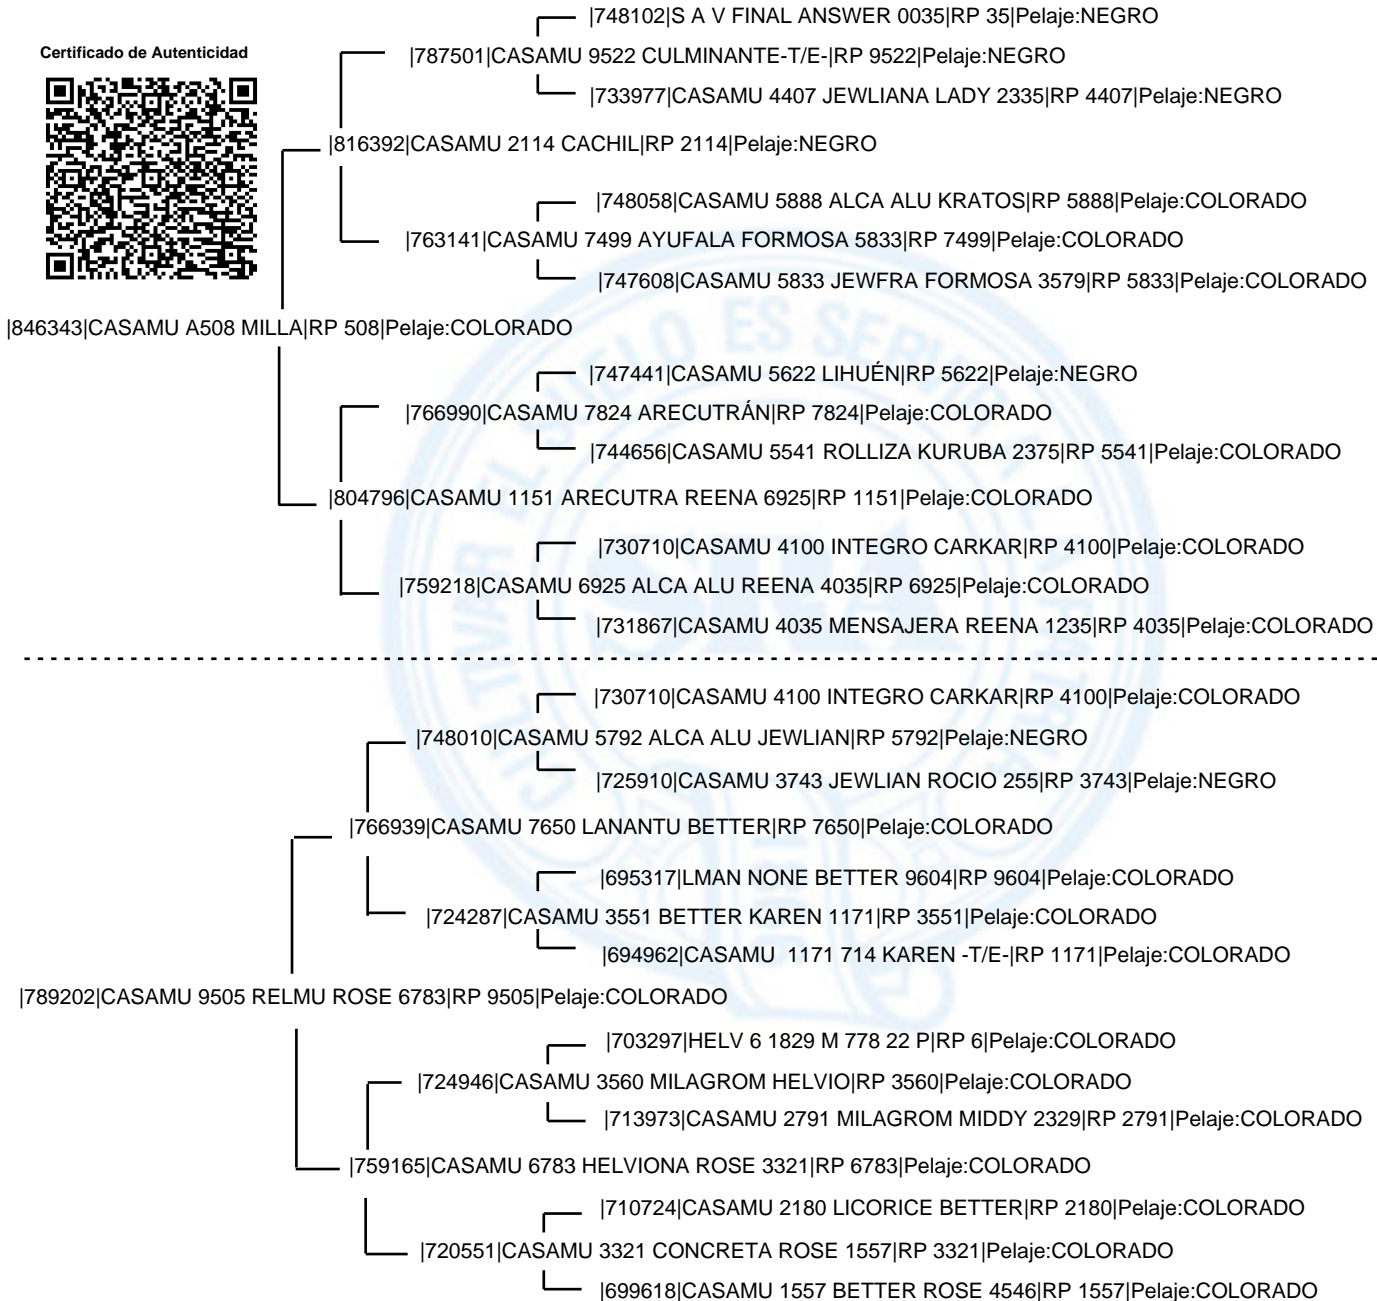 |748102|S A V FINAL ANSWER 0035|RP 35|Pelaje:NEGRO
Certificado de Autenticidad
|787501|CASAMU 9522 CULMINANTE-T/E-|RP 9522|Pelaje:NEGRO
|733977|CASAMU 4407 JEWLIANA LADY 2335|RP 4407|Pelaje:NEGRO
|816392|CASAMU 2114 CACHIL|RP 2114|Pelaje:NEGRO
|748058|CASAMU 5888 ALCA ALU KRATOS|RP 5888|Pelaje:COLORADO
|763141|CASAMU 7499 AYUFALA FORMOSA 5833|RP 7499|Pelaje:COLORADO
|747608|CASAMU 5833 JEWFRA FORMOSA 3579|RP 5833|Pelaje:COLORADO
|846343|CASAMU A508 MILLA|RP 508|Pelaje:COLORADO
|747441|CASAMU 5622 LIHUÉN|RP 5622|Pelaje:NEGRO
|766990|CASAMU 7824 ARECUTRÁN|RP 7824|Pelaje:COLORADO
|744656|CASAMU 5541 ROLLIZA KURUBA 2375|RP 5541|Pelaje:COLORADO
|804796|CASAMU 1151 ARECUTRA REENA 6925|RP 1151|Pelaje:COLORADO
|730710|CASAMU 4100 INTEGRO CARKAR|RP 4100|Pelaje:COLORADO
|759218|CASAMU 6925 ALCA ALU REENA 4035|RP 6925|Pelaje:COLORADO
|731867|CASAMU 4035 MENSAJERA REENA 1235|RP 4035|Pelaje:COLORADO
|730710|CASAMU 4100 INTEGRO CARKAR|RP 4100|Pelaje:COLORADO
|748010|CASAMU 5792 ALCA ALU JEWLIAN|RP 5792|Pelaje:NEGRO
|725910|CASAMU 3743 JEWLIAN ROCIO 255|RP 3743|Pelaje:NEGRO
|766939|CASAMU 7650 LANANTU BETTER|RP 7650|Pelaje:COLORADO
|695317|LMAN NONE BETTER 9604|RP 9604|Pelaje:COLORADO
|724287|CASAMU 3551 BETTER KAREN 1171|RP 3551|Pelaje:COLORADO
|694962|CASAMU  1171 714 KAREN -T/E-|RP 1171|Pelaje:COLORADO
|789202|CASAMU 9505 RELMU ROSE 6783|RP 9505|Pelaje:COLORADO
|703297|HELV 6 1829 M 778 22 P|RP 6|Pelaje:COLORADO
|724946|CASAMU 3560 MILAGROM HELVIO|RP 3560|Pelaje:COLORADO
|713973|CASAMU 2791 MILAGROM MIDDY 2329|RP 2791|Pelaje:COLORADO
|759165|CASAMU 6783 HELVIONA ROSE 3321|RP 6783|Pelaje:COLORADO
|710724|CASAMU 2180 LICORICE BETTER|RP 2180|Pelaje:COLORADO
|720551|CASAMU 3321 CONCRETA ROSE 1557|RP 3321|Pelaje:COLORADO
|699618|CASAMU 1557 BETTER ROSE 4546|RP 1557|Pelaje:COLORADO
CULTIVAR EL SUELO ES SERVIR A LA PATRIA
SRA
1866